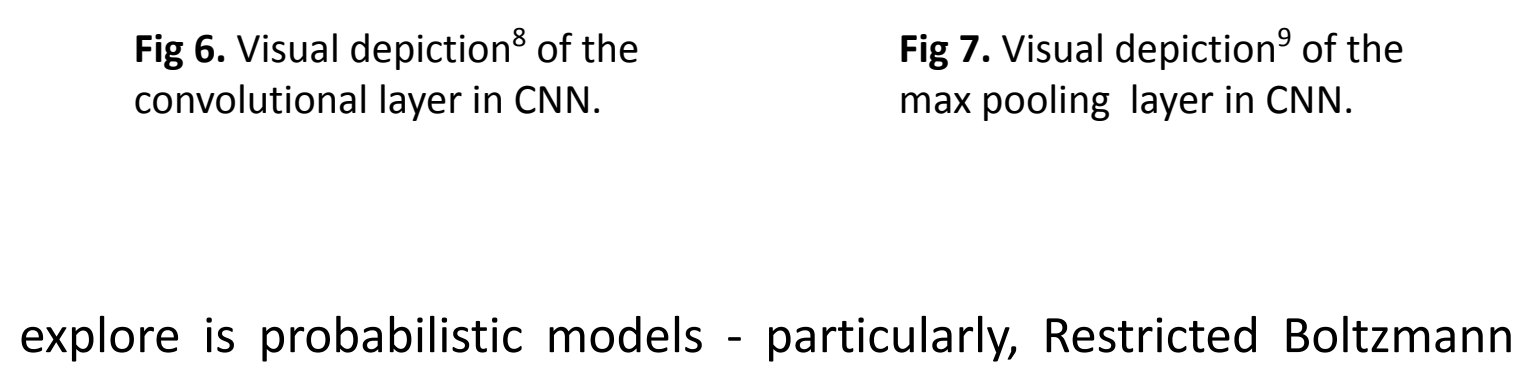 Fig 6. Visual depiction⁸ of the
convolutional layer in CNN.
Fig 7. Visual depiction⁹ of the
max pooling  layer in CNN.
explore is probabilistic models - particularly, Restricted Boltzmann